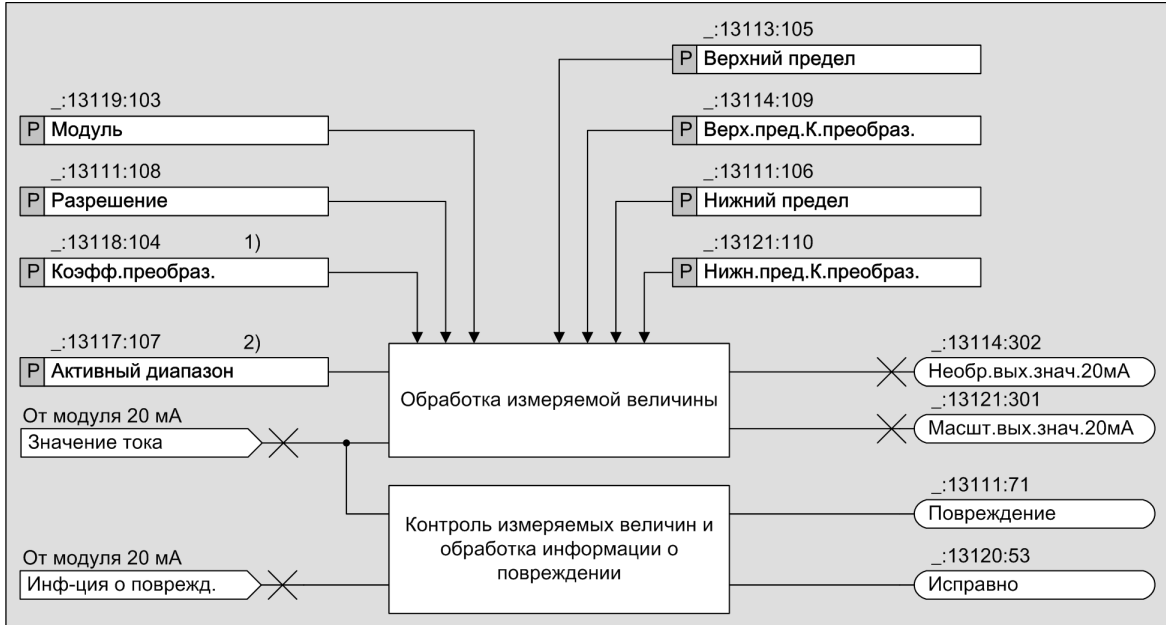 _:13113:105
P Верхний предел
_:13119:103
P Модуль
_:13114:109
P Верх.пред.К.преобраз.
_:13111:108
P Разрешение
_:13111:106
P Нижний предел
_:13118:104 1)
P Коэфф.преобраз.
_:13121:110
P Нижн.пред.К.преобраз.
_:13117:107 2)
P Активный диапазон
Обработка измеряемой величины
_:13114:302
Необр.вых.знач.20мА
_:13121:301
Масшт.вых.знач.20мА
От модуля 20 мА
Значение тока
Контроль измеряемых величин и
обработка информации о
повреждении
_:13111:71
Повреждение
От модуля 20 мА
Инф-ция о поврежд.
_:13120:53
Исправно